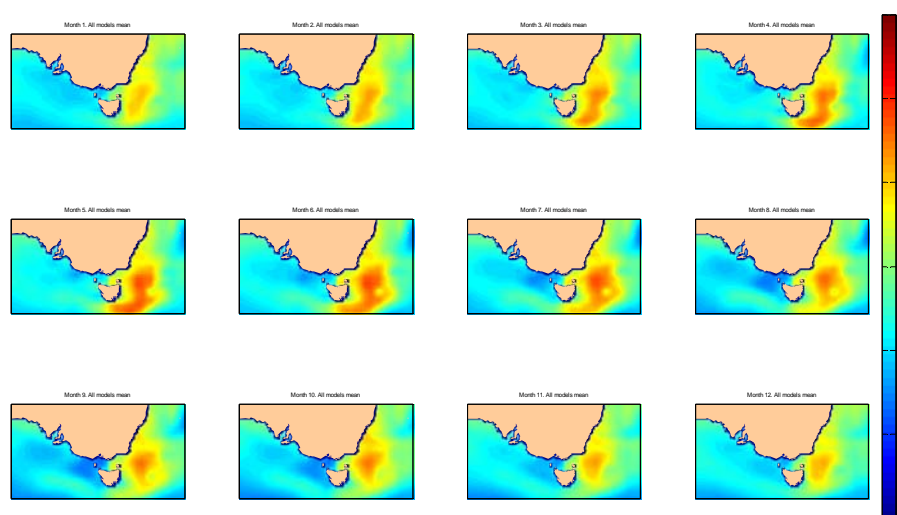 Month 1. All models mean
Month 2. All models mean
Month 3. All models mean
Month 4. All models mean
Month 5. All models mean
Month 6. All models mean
Month 7. All models mean
Month 8. All models mean
Month 9. All models mean
Month 10. All models mean
Month 11. All models mean
Month 12. All models mean